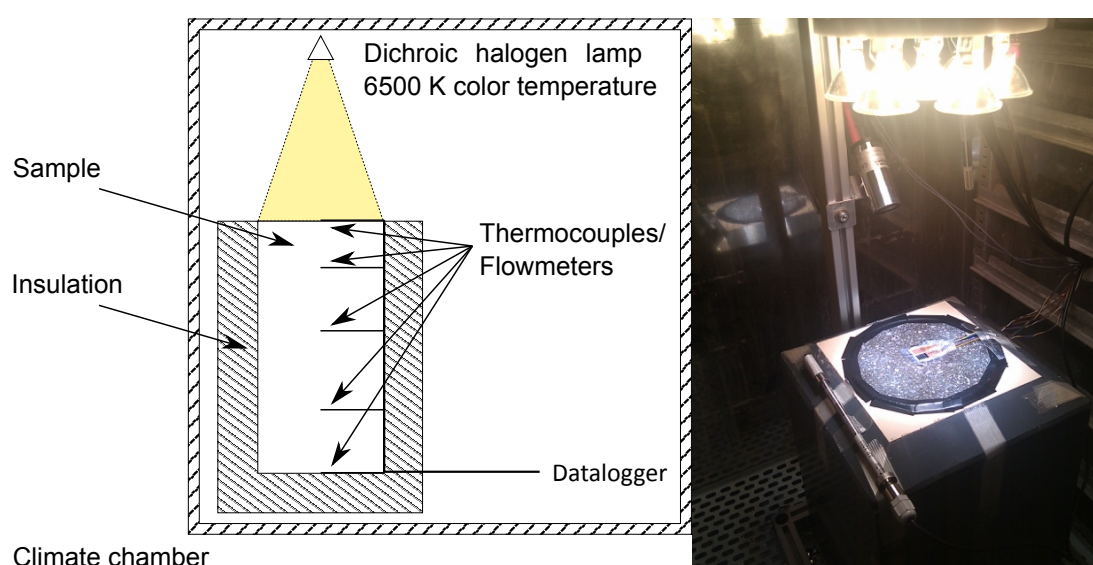 Dichroic halogen lamp
6500 K color temperature
Sample
Thermocouples/
Flowmeters
Insulation
Datalogger
Climate chamber